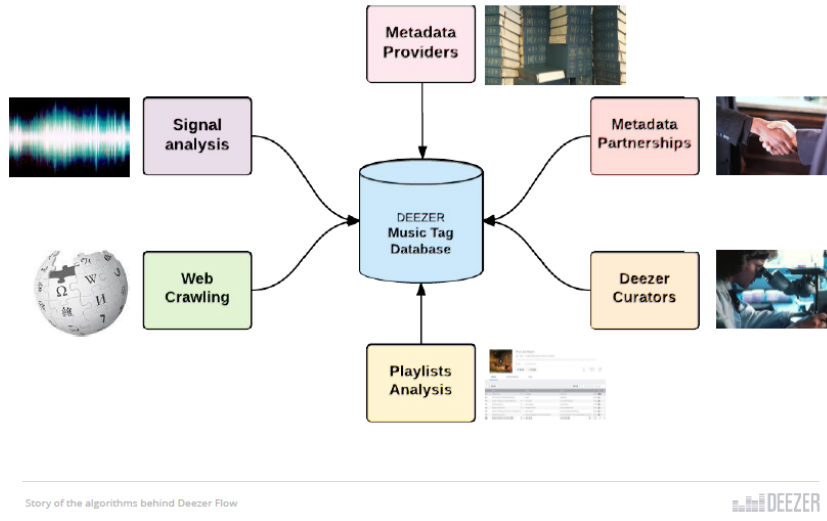 Metadata
Providers
Signal
analysis
Metadata
Partnerships
DEEZER
Music Tag
Database
Web
Crawling
Deezer
Curators
Playlists
Analysis
Ω
W
И
Story of the algorithms behind Deezer Flow
DEEZER